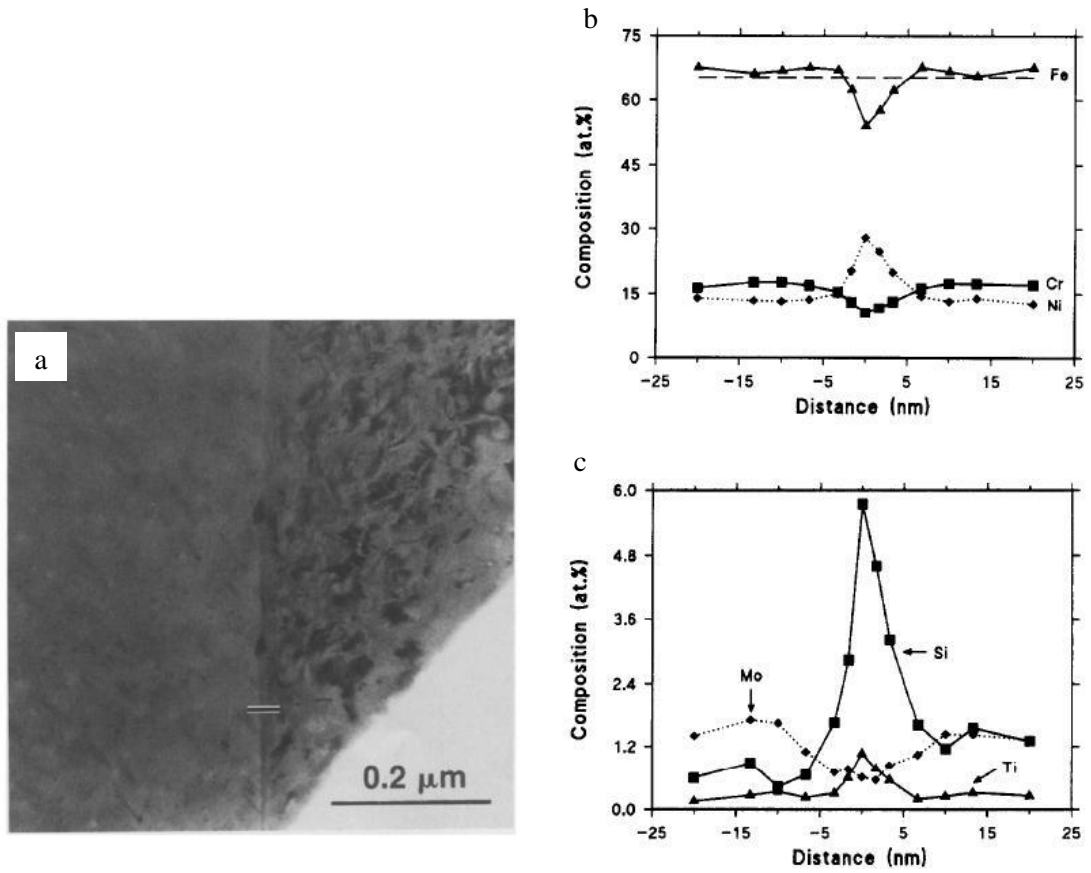 a
0.2 μm
b
75
60
45
30
15
0
Composition (at.%)
Fe
Cr
Ni
-25 -15 -5 5 15 25
Distance (nm)
c
6.0
4.8
3.6
2.4
1.2
0.0
Composition (at.%)
Mo
Si
Ti
-25 -15 -5 5 15 25
Distance (nm)